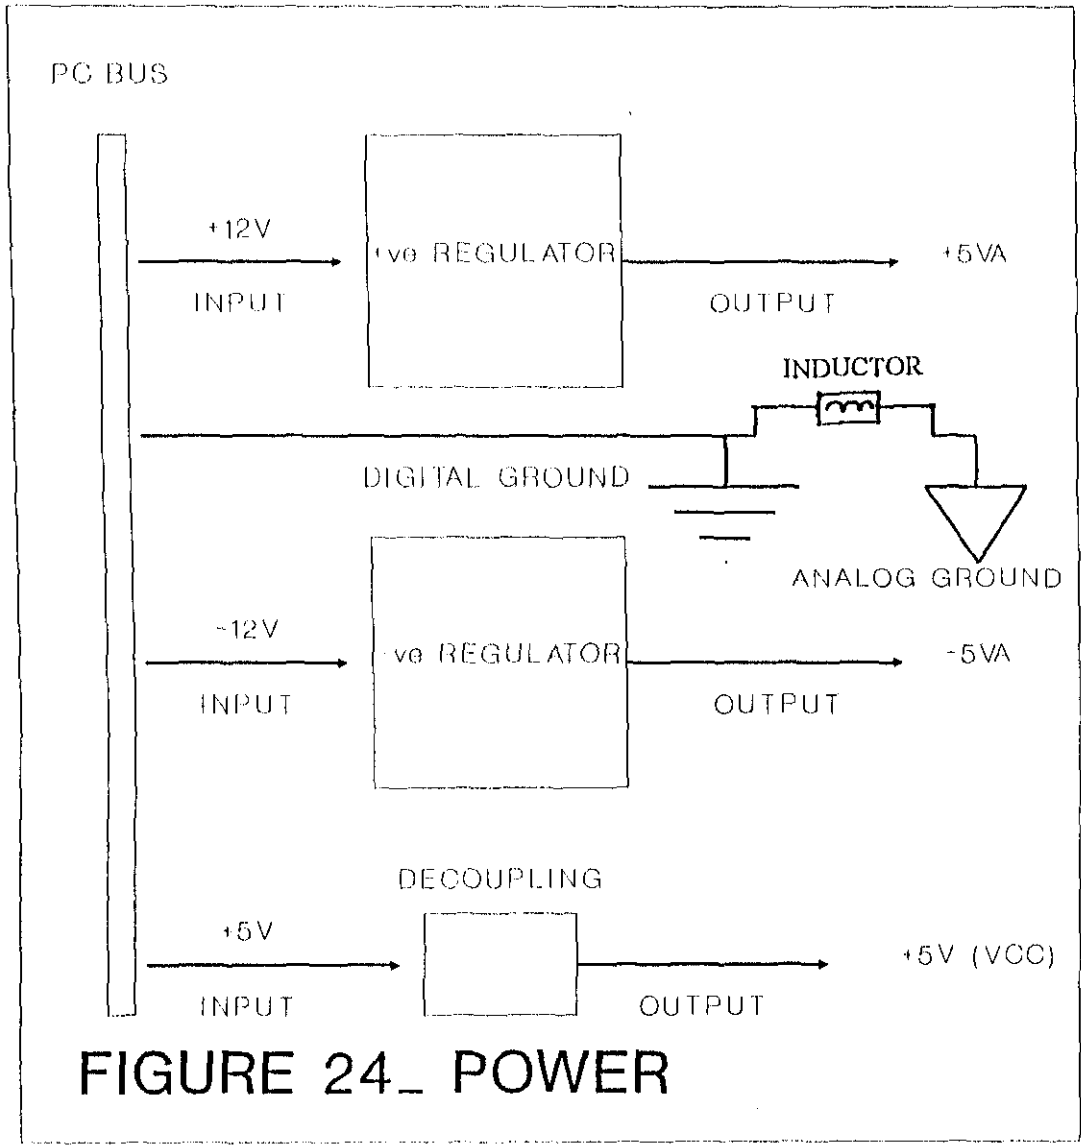 PC BUS
+12V
+ve REGULATOR
+5VA
INPUT
OUTPUT
INDUCTOR
DIGITAL GROUND
ANALOG GROUND
-12V
-ve REGULATOR
-5VA
INPUT
OUTPUT
DECOUPLING
+5V
+5V (VCC)
INPUT
OUTPUT
FIGURE 24_ POWER